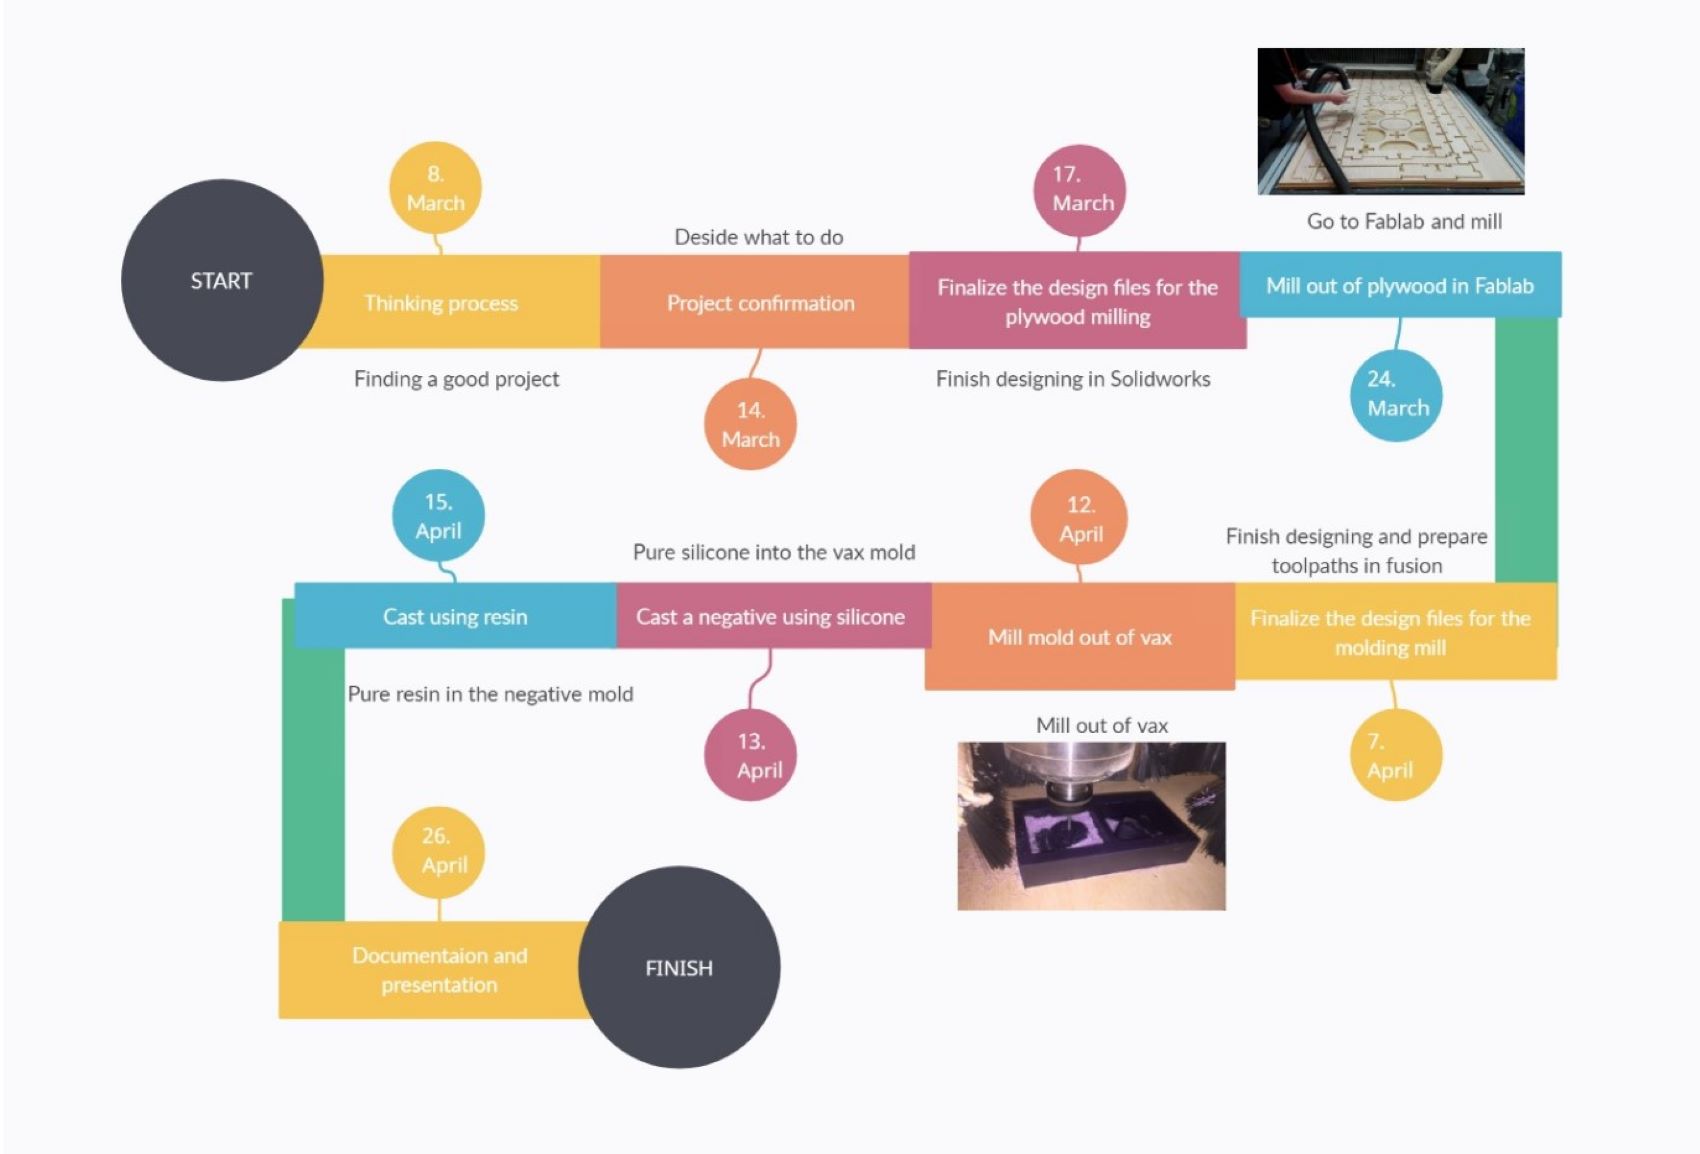 8.
March
17.
March
Go to Fablab and mill
Deside what to do
START
Thinking process
Project confirmation
Finalize the design files for the
plywood milling
Mill out of plywood in Fablab
Finding a good project
14.
March
Finish designing in Solidworks
24.
March
15.
April
Pure silicone into the vax mold
12.
April
Finish designing and prepare
toolpaths in fusion
Cast using resin
Cast a negative using silicone
Mill mold out of vax
Finalize the design files for the
molding mill
Pure resin in the negative mold
13.
April
Mill out of vax
7.
April
26.
April
Documentaion and
presentation
FINISH